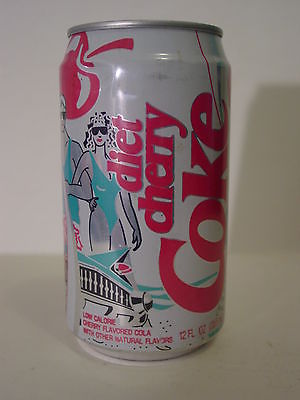 diet
cherry
Coke
LOW CALORIE
CHERRY FLAVORED COLA
WITH OTHER NATURAL FLAVORS
12 FL OZ